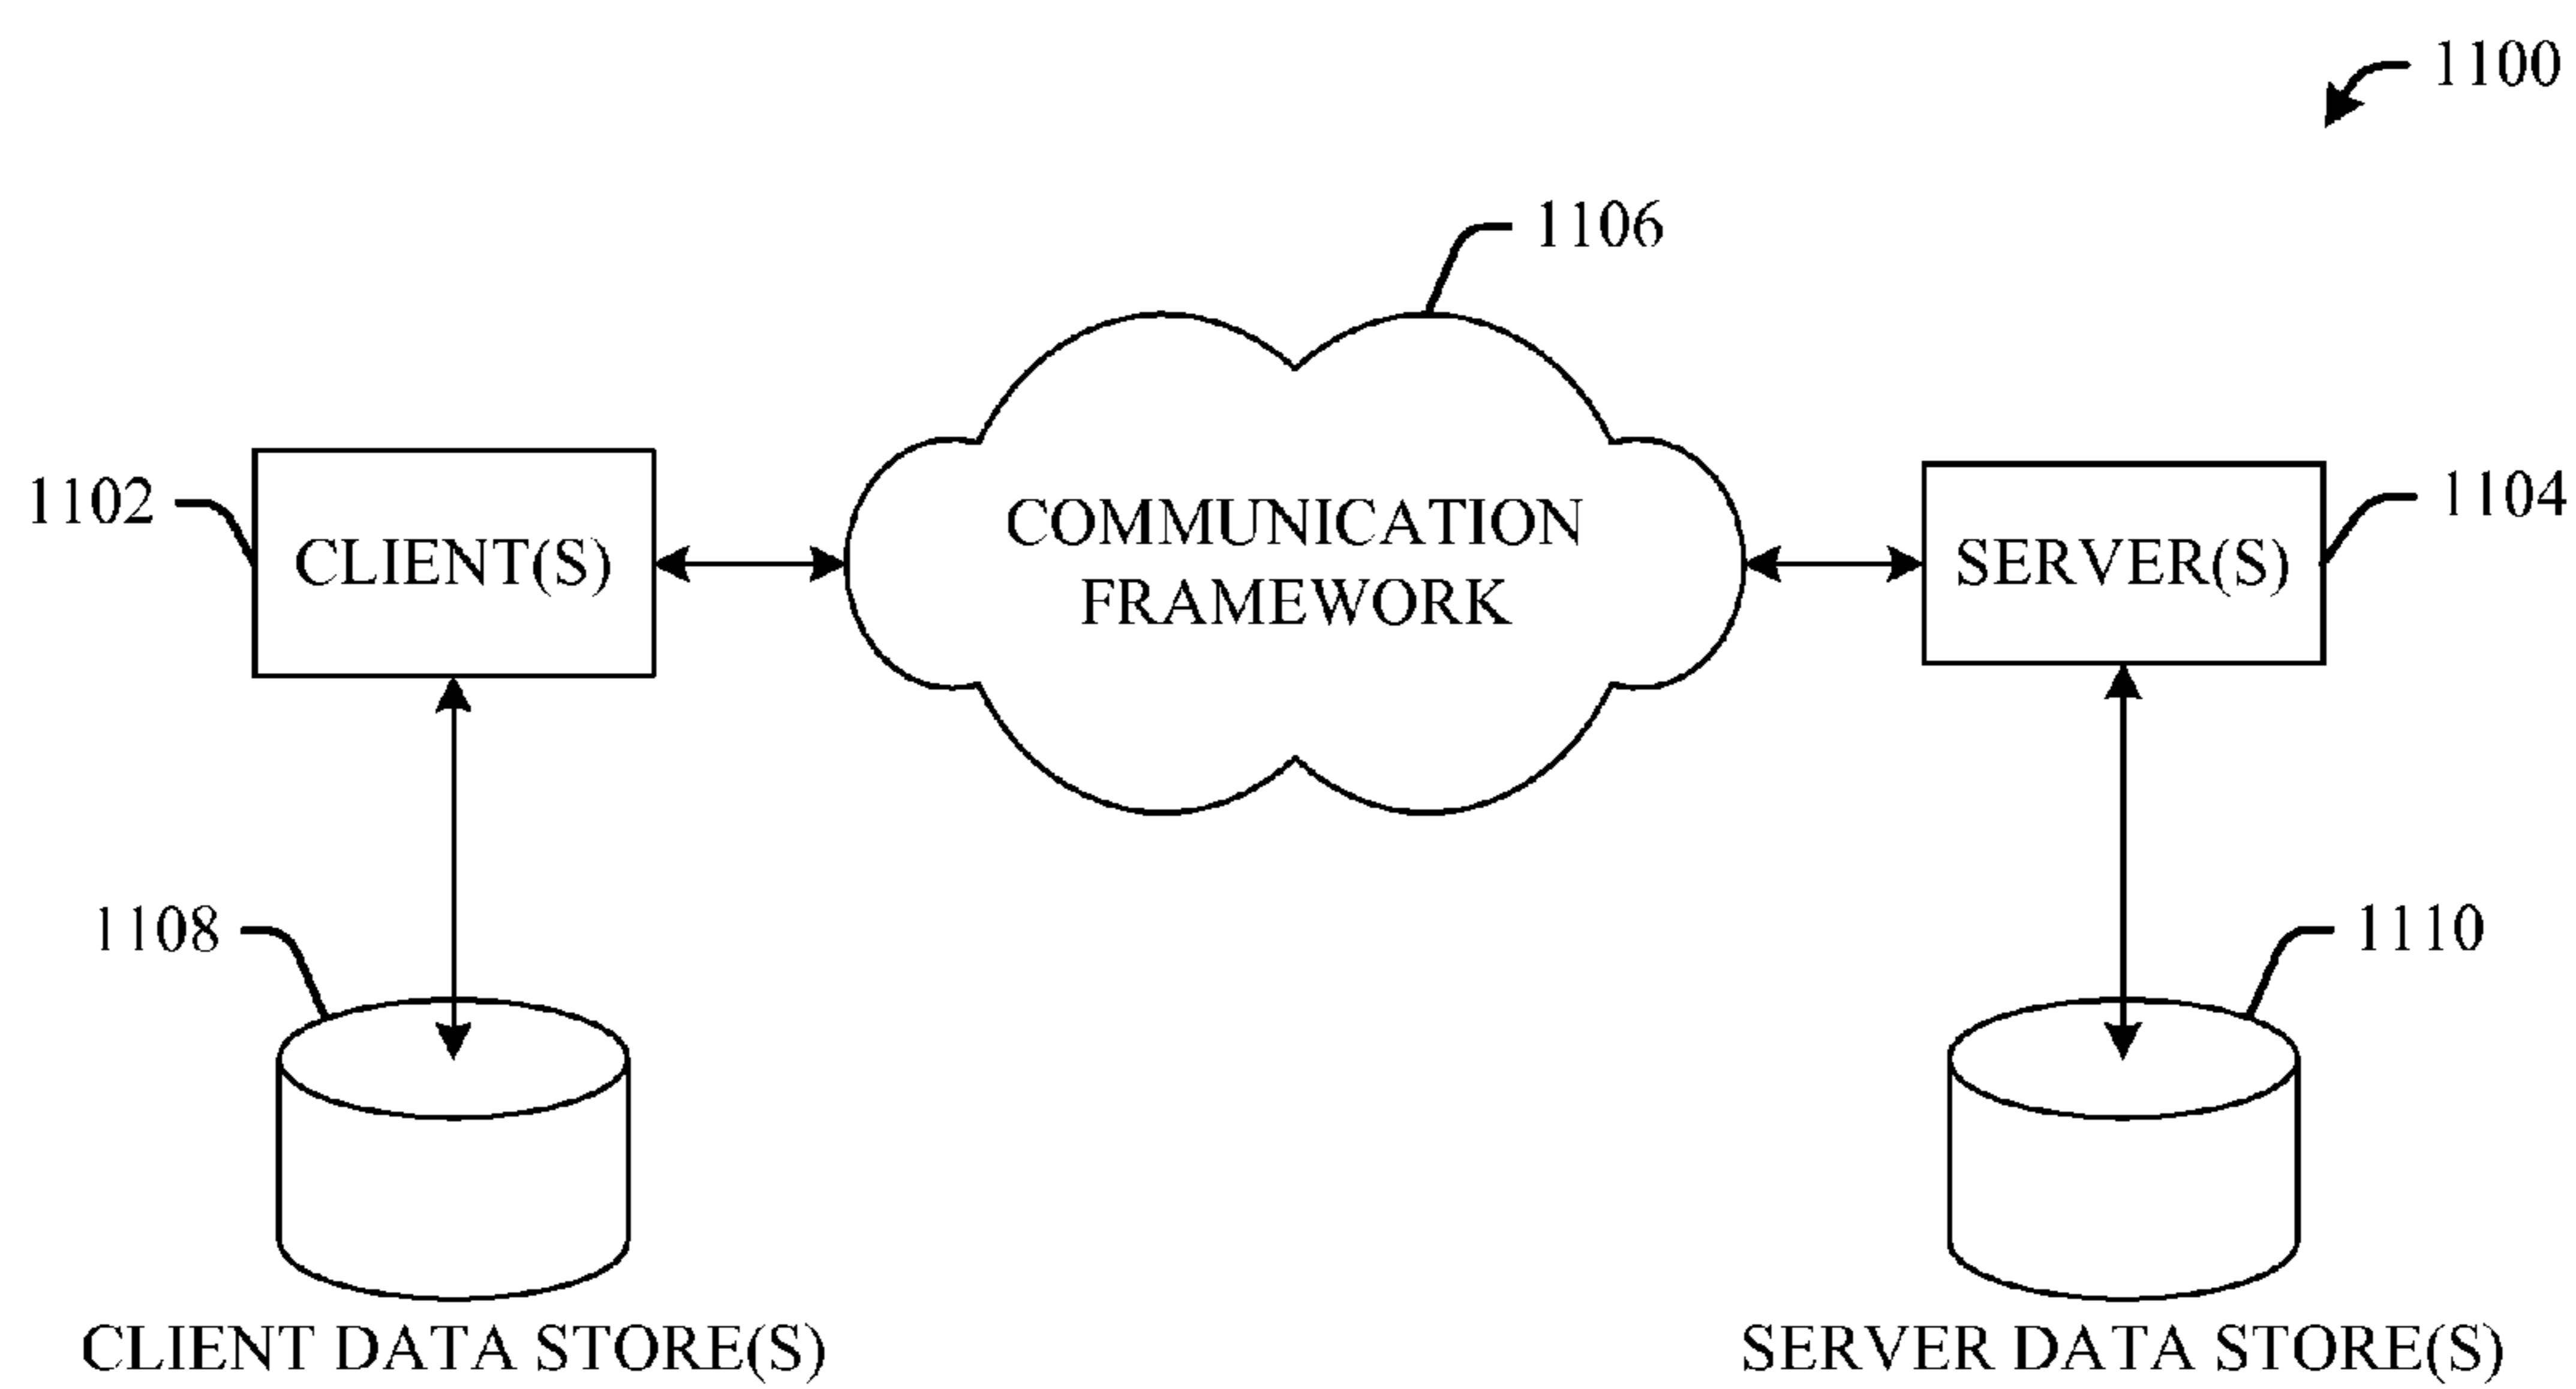 1100
1106
1102
CLIENT(S)
COMMUNICATION
FRAMEWORK
SERVER(S)
1104
1108
1110
CLIENT DATA STORE(S)
SERVER DATA STORE(S)